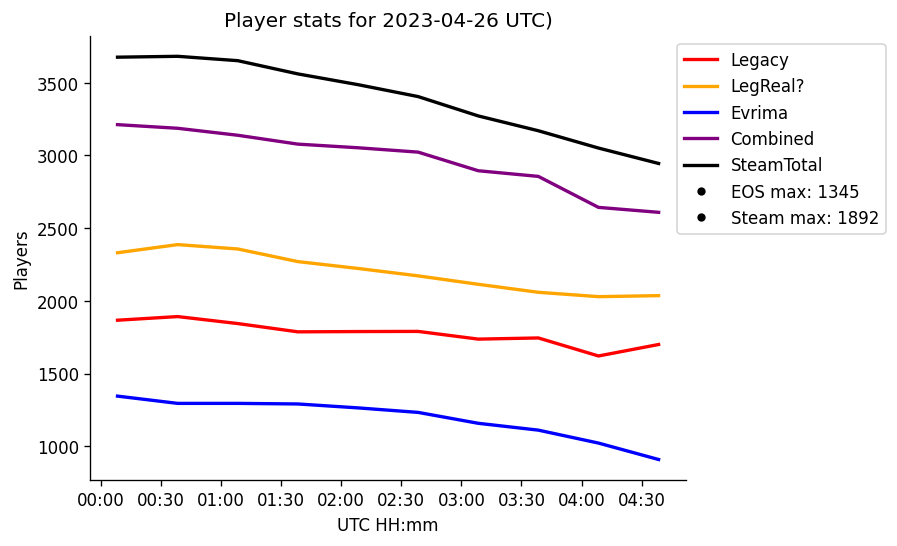 Player stats for 2023-04-26 UTC)
Legacy
LegReal?
Evrima
Combined
SteamTotal
EOS max: 1345
Steam max: 1892
Players
3500
3000
2500
2000
1500
1000
00:00 00:30 01:00 01:30 02:00 02:30 03:00 03:30 04:00 04:30
UTC HH:mm